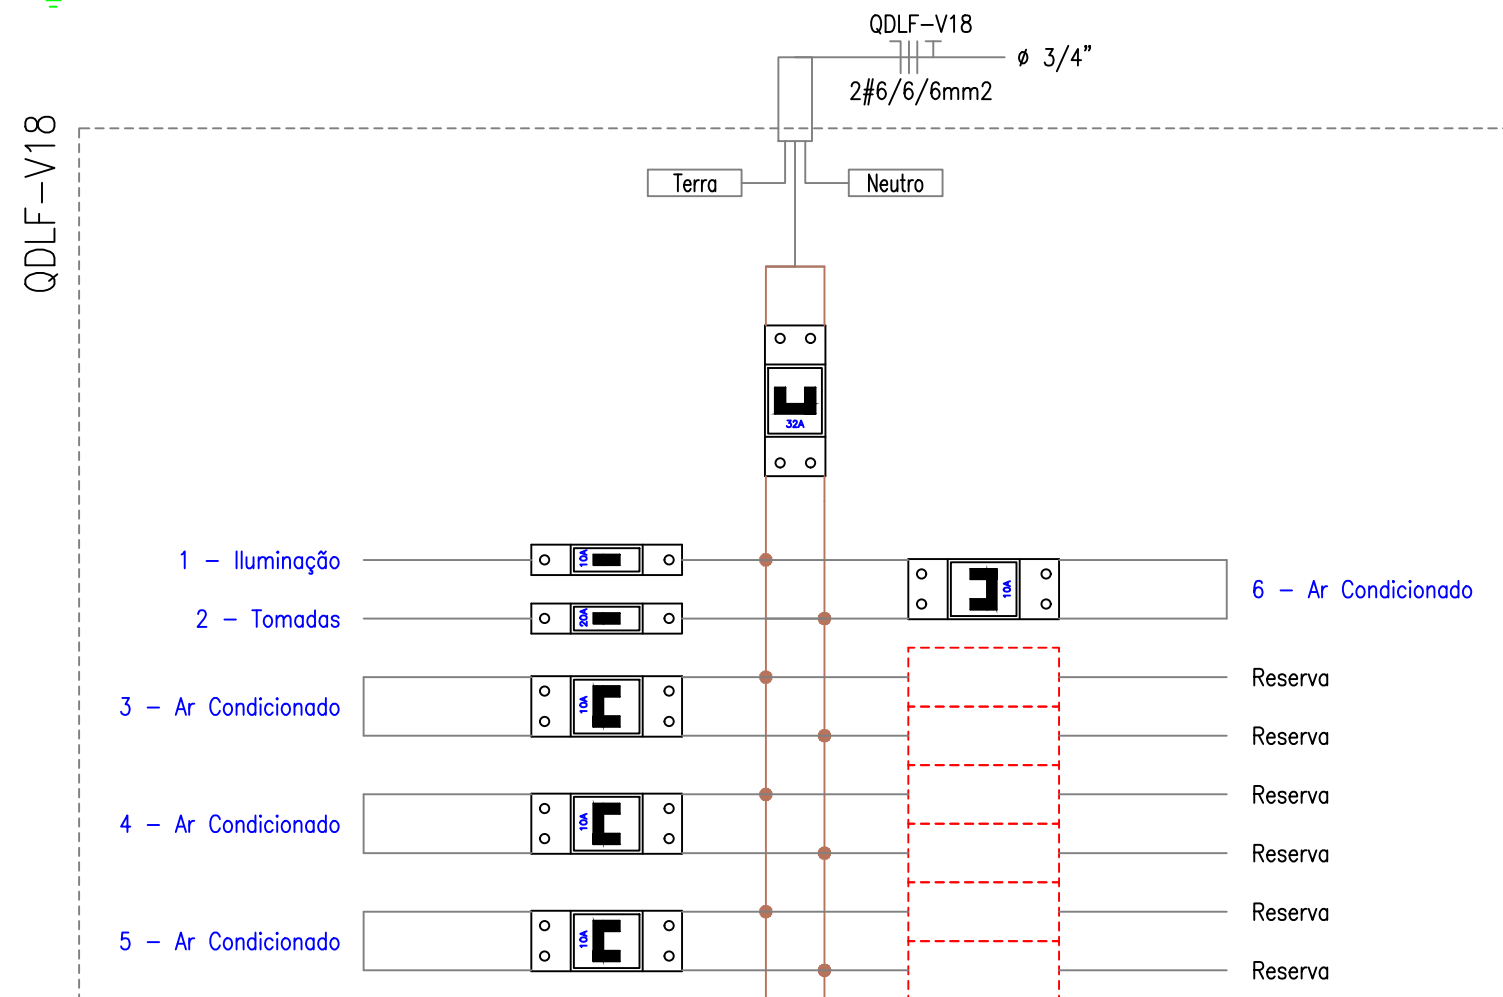 QDLF-V18
ø 3/4"
2#6/6/6mm2
QDLF-V18
Terra
Neutro
32A
1 - Iluminação
10A
2 - Tomadas
20A
10A
6 - Ar Condicionado
3 - Ar Condicionado
10A
Reserva
Reserva
4 - Ar Condicionado
10A
Reserva
Reserva
5 - Ar Condicionado
10A
Reserva
Reserva